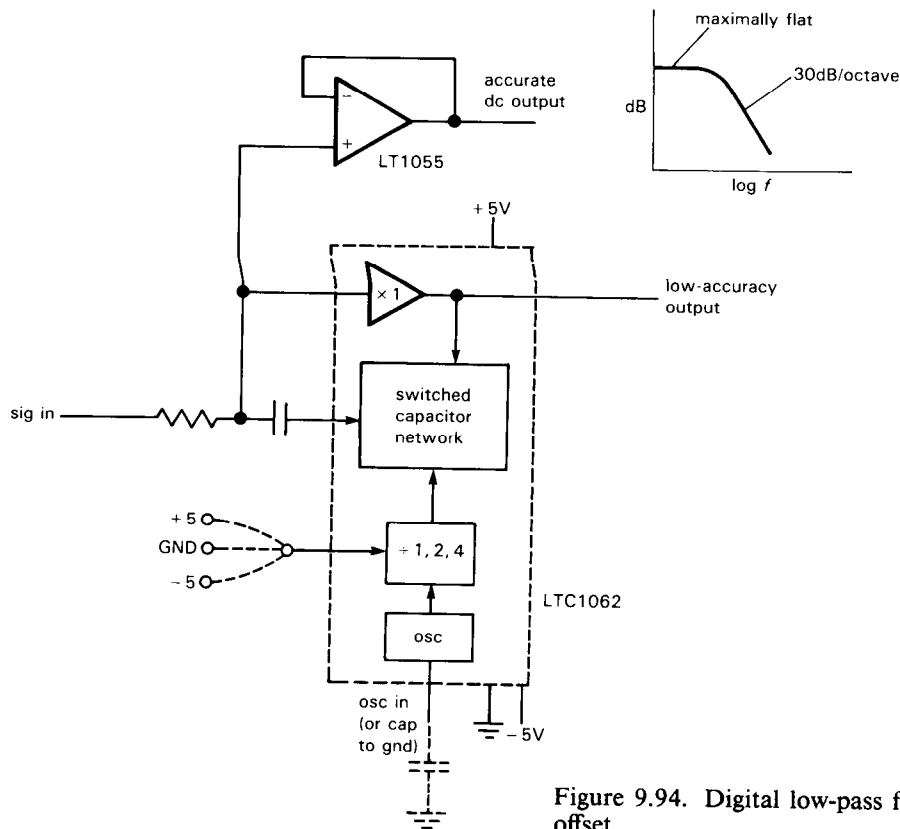 maximally flat
30dB/octave
dB
log f
accurate
dc output
-
+
LT1055
+5V
× 1
low-accuracy
output
switched
capacitor
network
sig in
+5
GND
-5
÷ 1, 2, 4
LTC1062
osc
osc in
(or cap
to gnd)
-5V
Figure 9.94. Digital low-pass f
offset